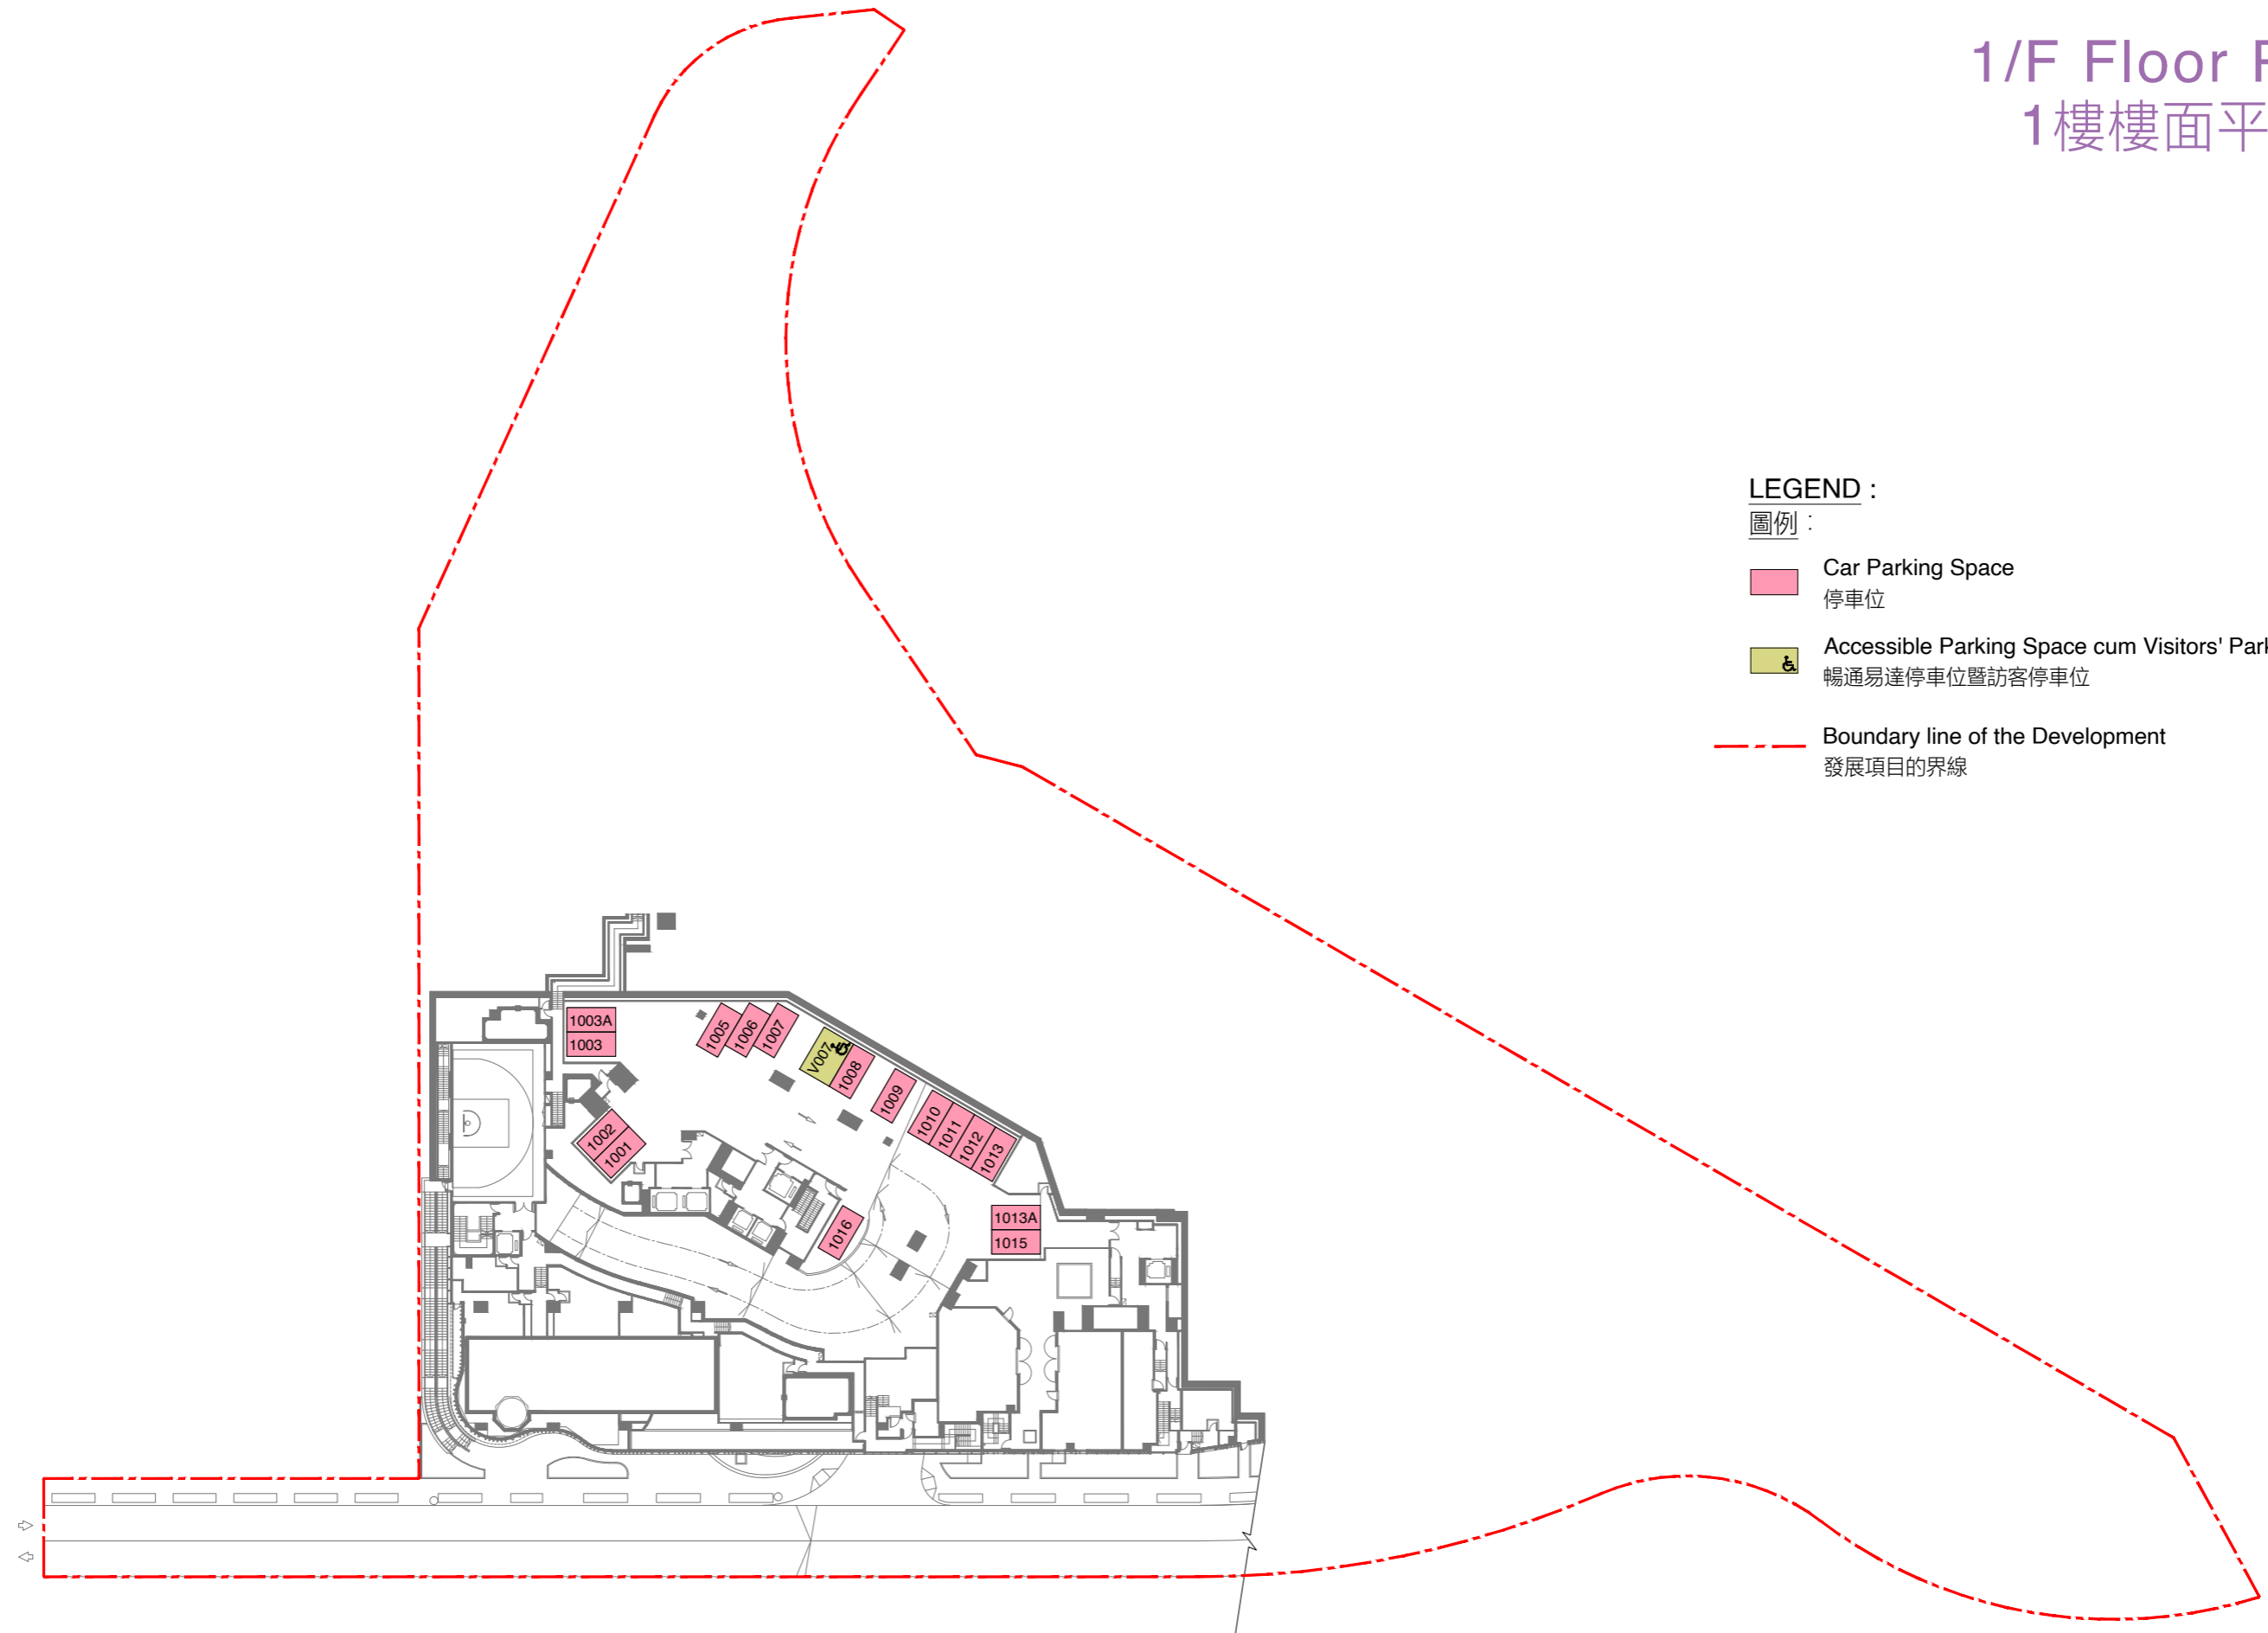 1/F Floor
1樓樓面平
LEGEND :
圖例 :
Car Parking Space
停車位
Accessible Parking Space cum Visitors'
暢通易達停車位暨訪客停車位
Boundary line of the Development
發展項目的界線
1003A
1003
1005
1006
1007
V007
1008
1009
1010
1011
1012
1013
1002
1001
1016
1013A
1015